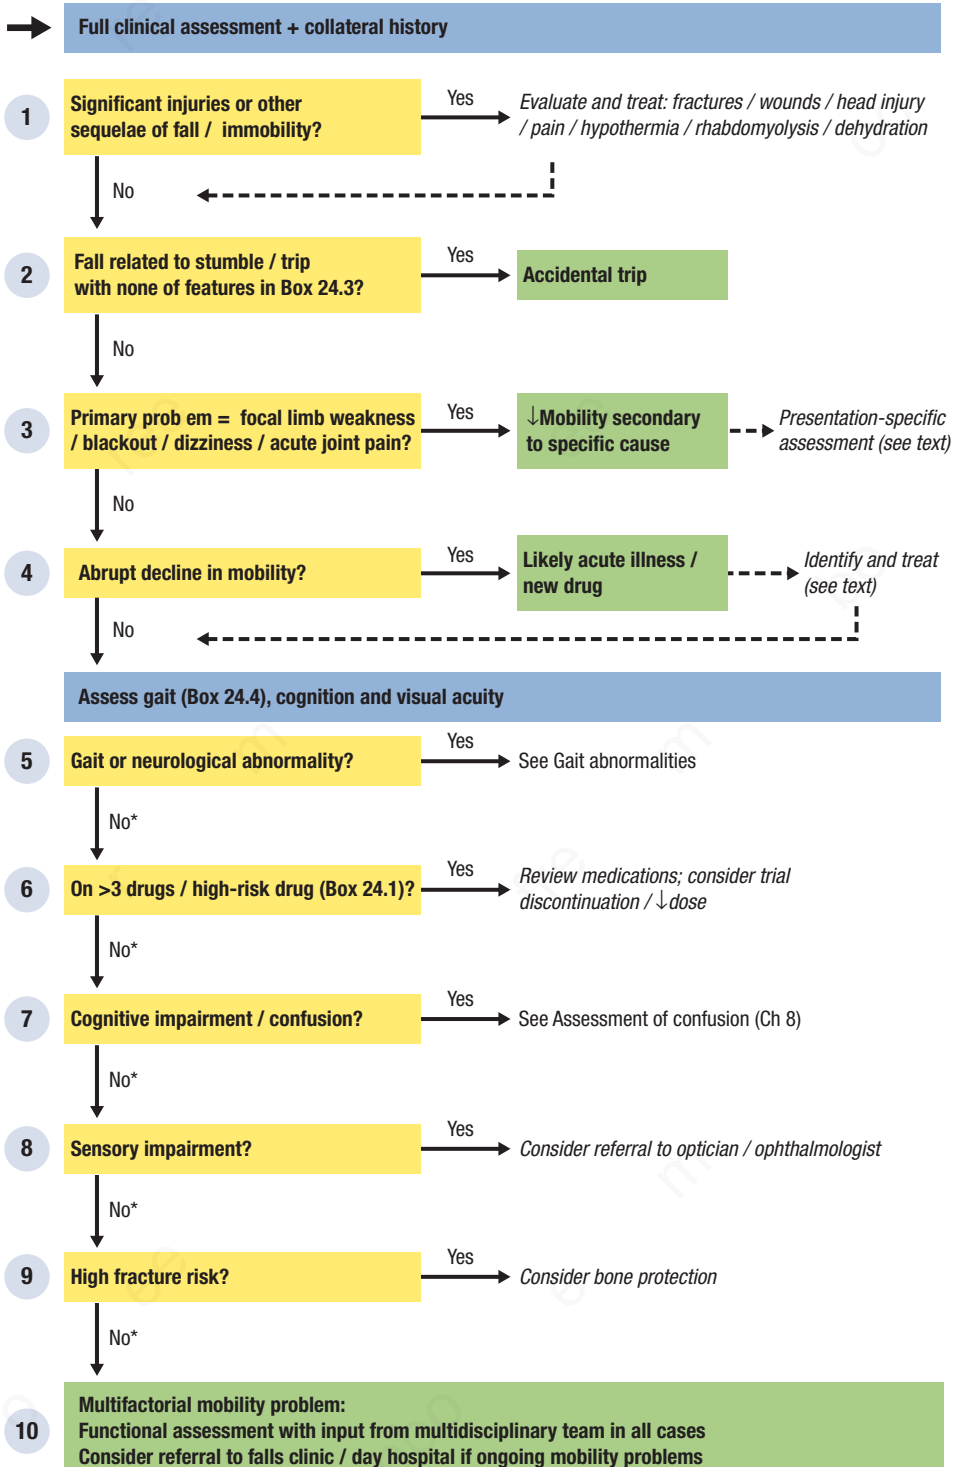 Full clinical assessment + collateral history
1
Significant injuries or other
sequelae of fall / immobility?
Yes
Evaluate and treat: fractures / wounds / head injury
/ pain / hypothermia / rhabdomyolysis / dehydration
No
2
Fall related to stumble / trip
with none of features in Box 24.3?
Yes
Accidental trip
No
3
Primary prob em = focal limb weakness
/ blackout / dizziness / acute joint pain?
Yes
↓Mobility secondary
to specific cause
Presentation-specific
assessment (see text)
No
4
Abrupt decline in mobility?
Yes
Likely acute illness /
new drug
Identify and treat
(see text)
No
Assess gait (Box 24.4), cognition and visual acuity
5
Gait or neurological abnormality?
Yes
See Gait abnormalities
No*
6
On >3 drugs / high-risk drug (Box 24.1)?
Yes
Review medications; consider trial
discontinuation / ↓dose
No*
7
Cognitive impairment / confusion?
Yes
See Assessment of confusion (Ch 8)
No*
8
Sensory impairment?
Yes
Consider referral to optician / ophthalmologist
No*
9
High fracture risk?
Yes
Consider bone protection
No*
10
Multifactorial mobility problem:
Functional assessment with input from multidisciplinary team in all cases
Consider referral to falls clinic / day hospital if ongoing mobility problems